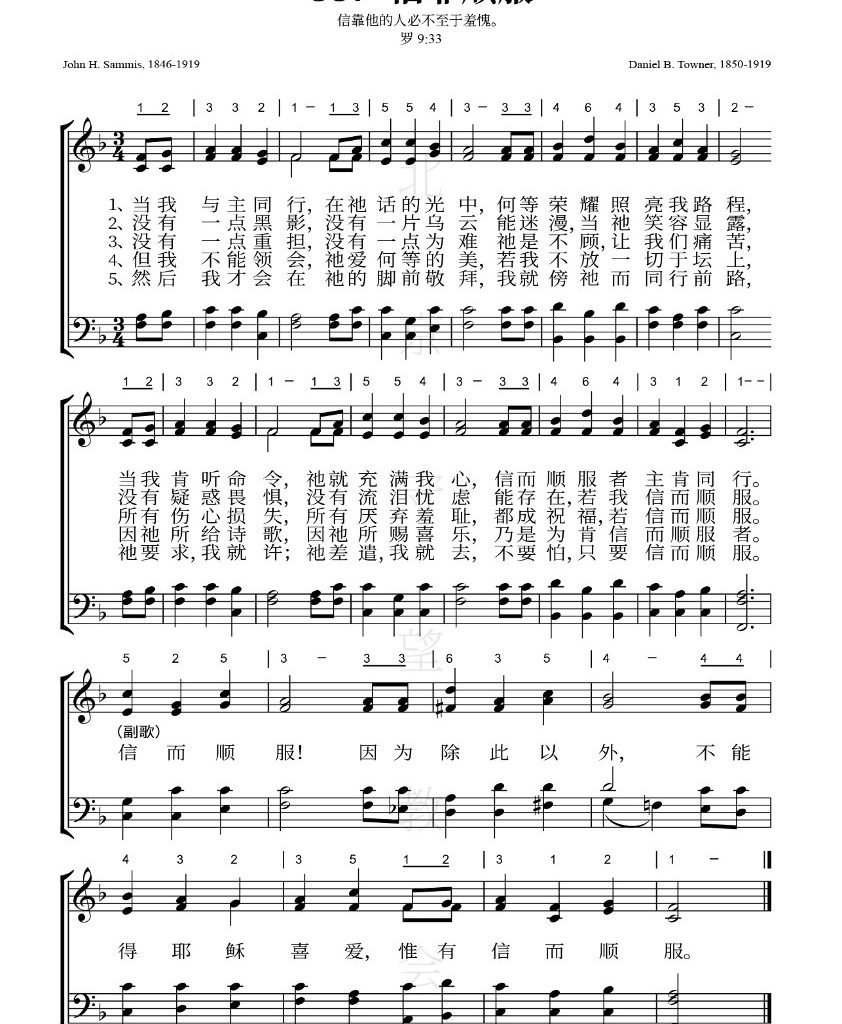 信靠他的人必不至于羞愧。
罗 9:33
John H. Sammis, 1846-1919
Daniel B. Towner, 1850-1919
1 2 | 3 3 2 | 1 – 1 3 | 5 5 4 | 3 – 3 3 | 4 6 4 | 3 5 3 | 2 –
1、当我 与主同行，在祂话的光中，何等荣耀照亮我路程，
2、没有一点黑影，没有一片乌云能迷漫，当祂笑容显露，
3、没有一点重担，没有一点为难祂是不顾，让我们痛苦，
4、但我不能领会，祂爱何等的美，若我不放一切于坛上，
5、然后我才会在祂的脚前敬拜，我就傍祂而同行前路，
1 2 | 3 3 2 | 1 – 1 3 | 5 5 4 | 3 – 3 3 | 4 6 4 | 3 1 2 | 1 – – |
当我肯听命令，祂就充满我心，信而顺服者主肯同行。
没有疑惑畏惧，没有流泪忧虑能存在，若我信而顺服。
所有伤心损失，所有厌弃羞耻，都成祝福，若信而顺服。
因祂所给诗歌，因祂所赐喜乐，乃是为肯信而顺服者。
祂要求，我就许；祂差遣，我就去，不要怕，只要信而顺服。
5 2 5 | 3 – 3 3 | 6 3 5 | 4 – 4 4
（副歌）
信而顺服！因为除此以外，不能
4 3 2 | 3 5 1 2 | 3 1 2 | 1 –
得耶稣喜爱，惟有信而顺服。
北
京
望
教
会